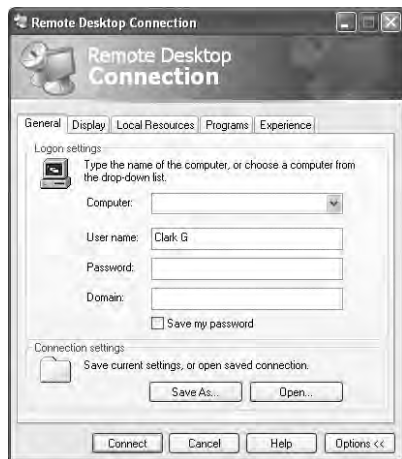 Remote Desktop Connection
Remote Desktop
Connection
General Display Local Resources Programs Experience
Logon settings
Type the name of the computer, or choose a computer from
the drop-down list.
Computer:
User name: Clark G
Password:
Domain:
Save my password
Connection settings
Save current settings, or open saved connection.
Save As... Open...
Connect Cancel Help Options <<